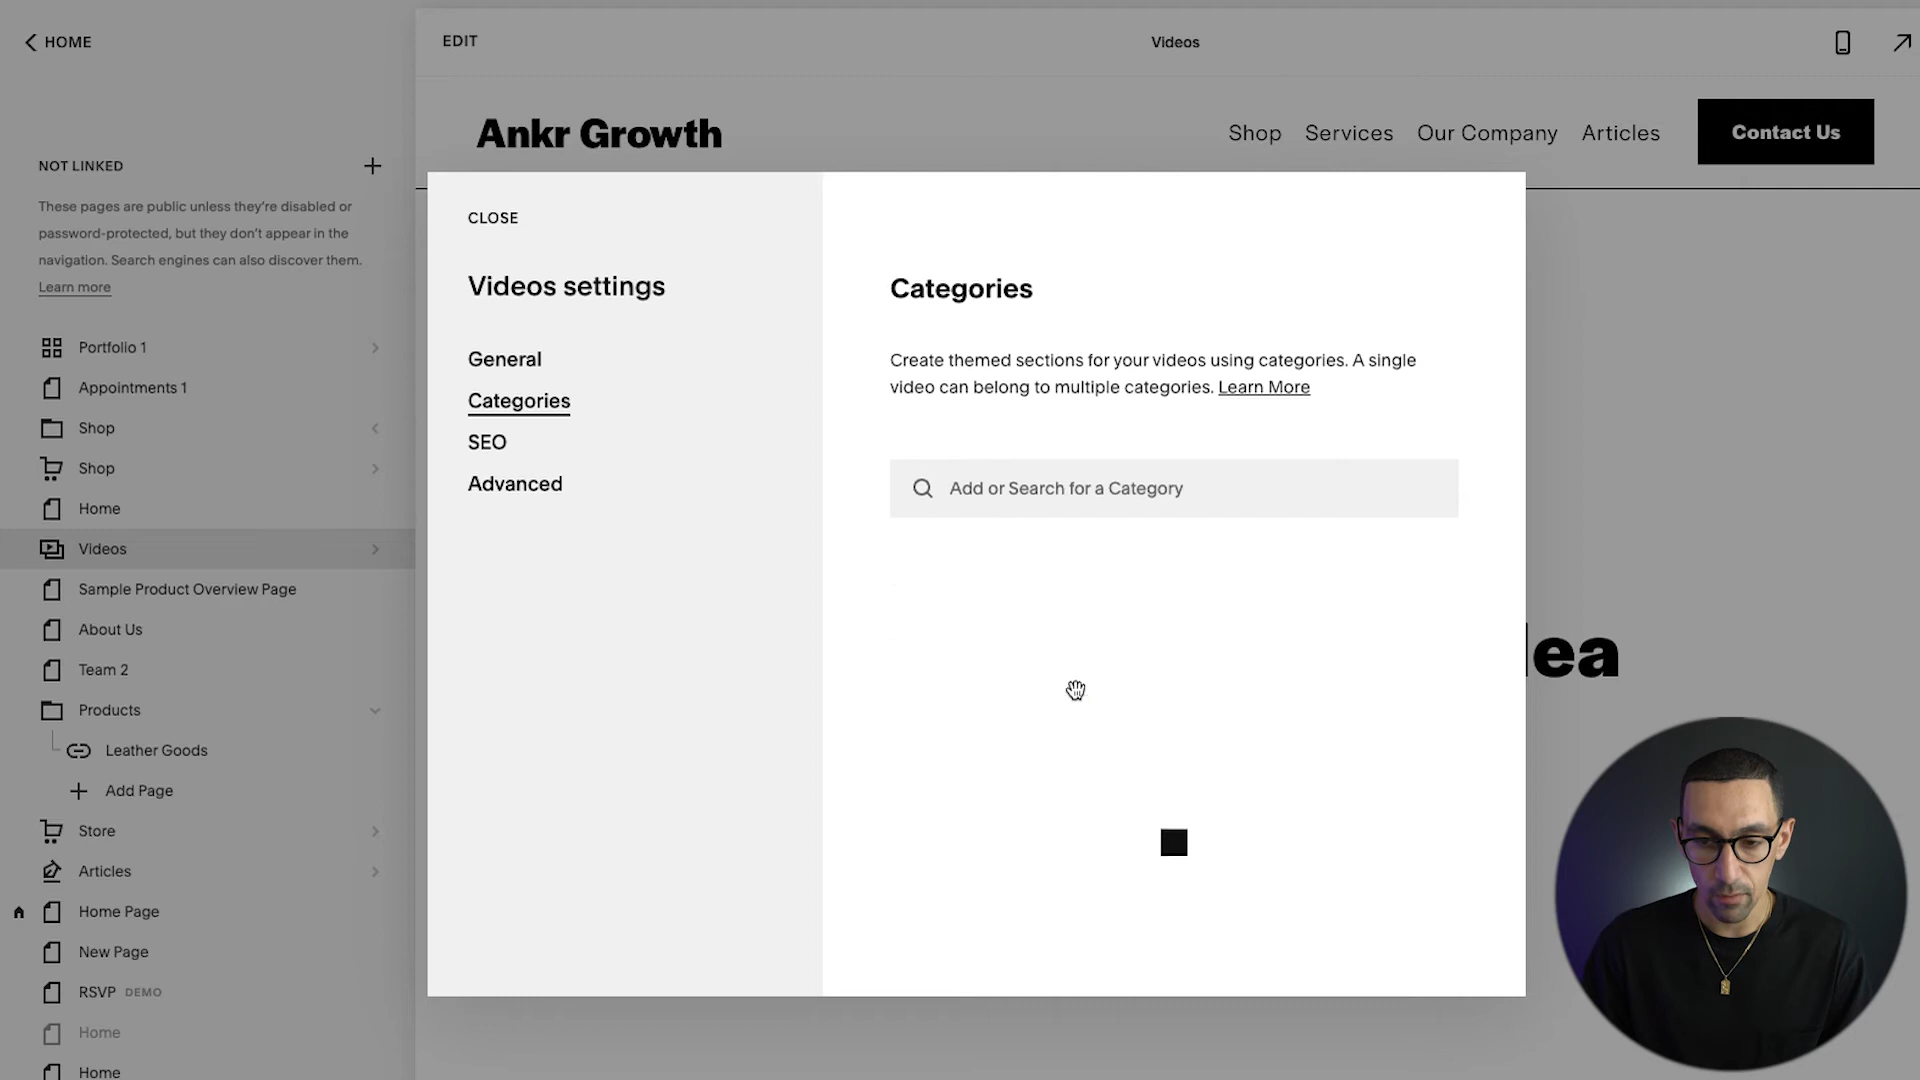 HOME
NOT LINKED
These pages are public unless they're disabled or
password-protected, but they don't appear in the
navigation. Search engines can also discover them.
Learn more
Portfolio 1
Appointments 1
Shop
Shop
Home
Videos
Sample Product Overview Page
About Us
Team 2
Products
Leather Goods
Add Page
Store
Articles
Home Page
New Page
RSVP DEMO
Home
Home
EDIT
Videos
Ankr Growth
Shop Services Our Company Articles Contact Us
CLOSE
Videos settings
General
Categories
SEO
Advanced
Categories
Create themed sections for your videos using categories. A single
video can belong to multiple categories. Learn More
Add or Search for a Category
ea